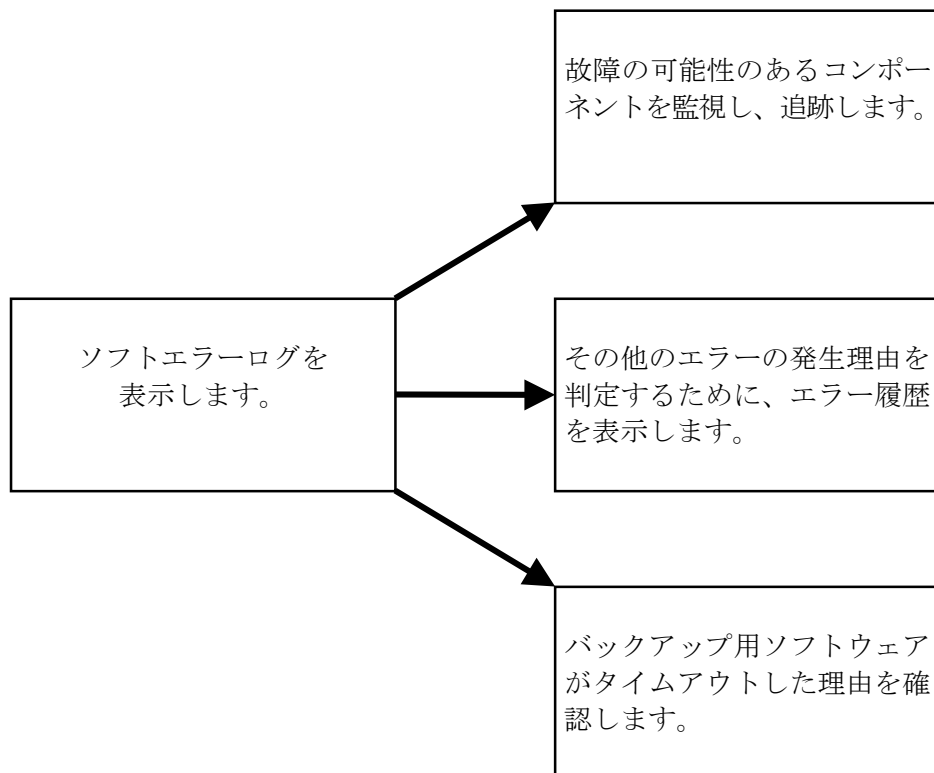 故障の可能性のあるコンポー
ネントを監視し、追跡します。
ソフトエラーログを
表示します。
その他のエラーの発生理由を
判定するために、エラー履歴
を表示します。
バックアップ用ソフトウェア
がタイムアウトした理由を確
認します。